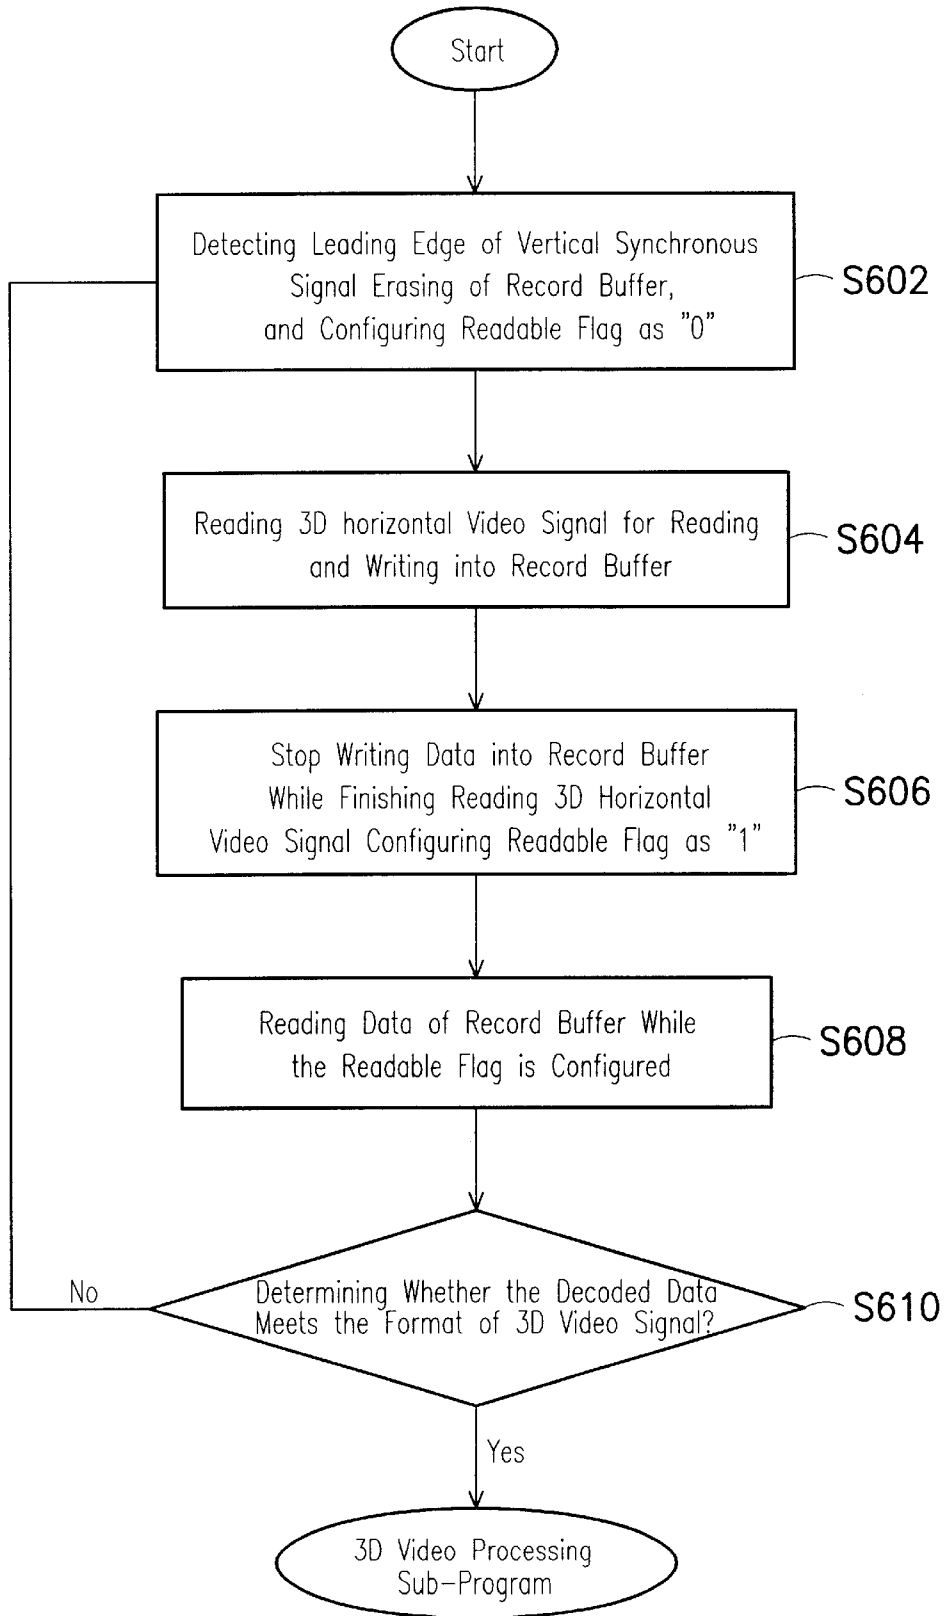 Start
Detecting Leading Edge of Vertical Synchronous
Signal Erasing of Record Buffer,
and Configuring Readable Flag as "0"
S602
Reading 3D horizontal Video Signal for Reading
and Writing into Record Buffer
S604
Stop Writing Data into Record Buffer
While Finishing Reading 3D Horizontal
Video Signal Configuring Readable Flag as "1"
S606
Reading Data of Record Buffer While
the Readable Flag is Configured
S608
No
Determining Whether the Decoded Data
Meets the Format of 3D Video Signal?
S610
Yes
3D Video Processing
Sub-Program